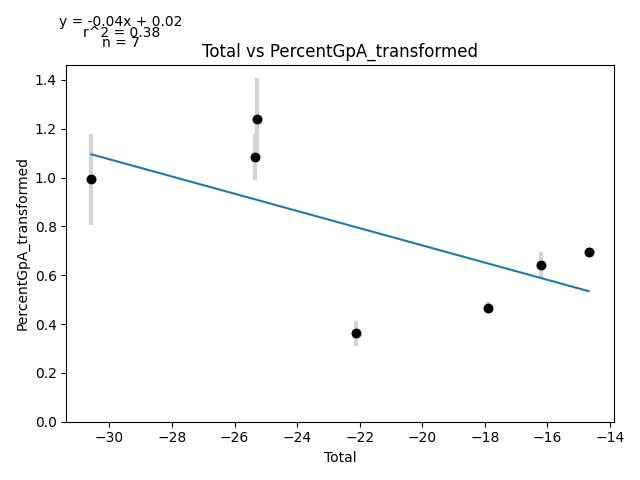 y = -0.04x + 0.02
r^2 = 0.38
n = 7
Total vs PercentGpA_transformed
PercentGpA_transformed
1.4
1.2
1.0
0.8
0.6
0.4
0.2
0.0
−30
−28
−26
−24
−22
−20
−18
−16
−14
Total